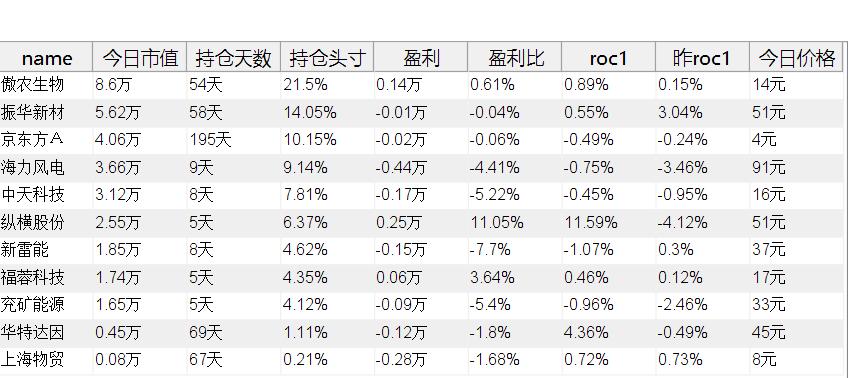 name 今日市值 持仓天数 持仓头寸 盈利 盈利比 roc1 昨roc1 今日价格
傲农生物 8.6万 54天 21.5% 0.14万 0.61% 0.89% 0.15% 14元
振华新材 5.62万 58天 14.05% -0.01万 -0.04% 0.55% 3.04% 51元
京东方Ａ 4.06万 195天 10.15% -0.02万 -0.06% -0.49% -0.24% 4元
海力风电 3.66万 9天 9.14% -0.44万 -4.41% -0.75% -3.46% 91元
中天科技 3.12万 8天 7.81% -0.17万 -5.22% -0.45% -0.95% 16元
纵横股份 2.55万 5天 6.37% 0.25万 11.05% 11.59% -4.12% 51元
新雷能 1.85万 8天 4.62% -0.15万 -7.7% -1.07% 0.3% 37元
福蓉科技 1.74万 5天 4.35% 0.06万 3.64% 0.46% 0.12% 17元
兖矿能源 1.65万 5天 4.12% -0.09万 -5.4% -0.96% -2.46% 33元
华特达因 0.45万 69天 1.11% -0.12万 -1.8% 4.36% -0.49% 45元
上海物贸 0.08万 67天 0.21% -0.28万 -1.68% 0.72% 0.73% 8元